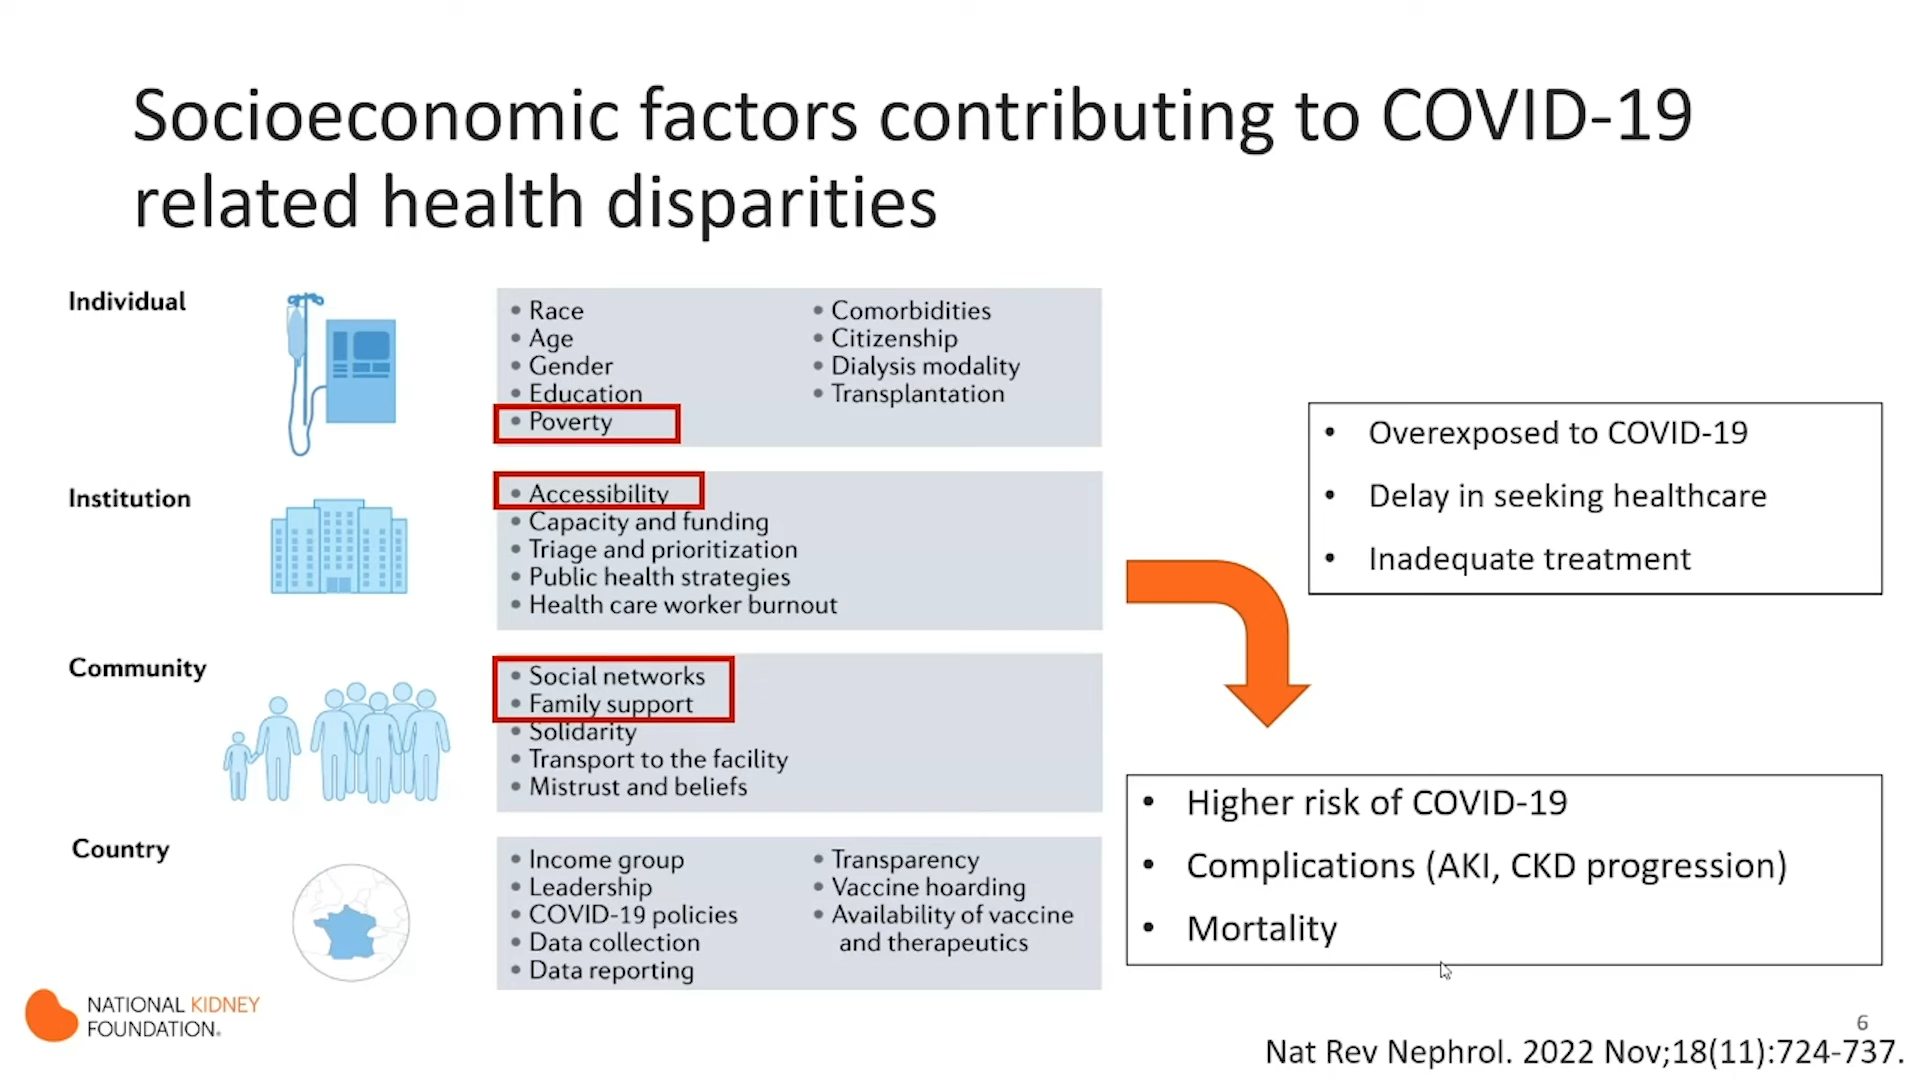 Socioeconomic factors contributing to COVID-19
related health disparities
Individual
• Race
• Age
• Gender
• Education
• Poverty
• Comorbidities
• Citizenship
• Dialysis modality
• Transplantation
Institution
• Accessibility
• Capacity and funding
• Triage and prioritization
• Public health strategies
• Health care worker burnout
Community
• Social networks
• Family support
• Solidarity
• Transport to the facility
• Mistrust and beliefs
Country
• Income group
• Leadership
• COVID-19 policies
• Data collection
• Data reporting
• Transparency
• Vaccine hoarding
• Availability of vaccine
and therapeutics
• Overexposed to COVID-19
• Delay in seeking healthcare
• Inadequate treatment
• Higher risk of COVID-19
• Complications (AKI, CKD progression)
• Mortality
NATIONAL KIDNEY
FOUNDATION®
6
Nat Rev Nephrol. 2022 Nov;18(11):724-737.